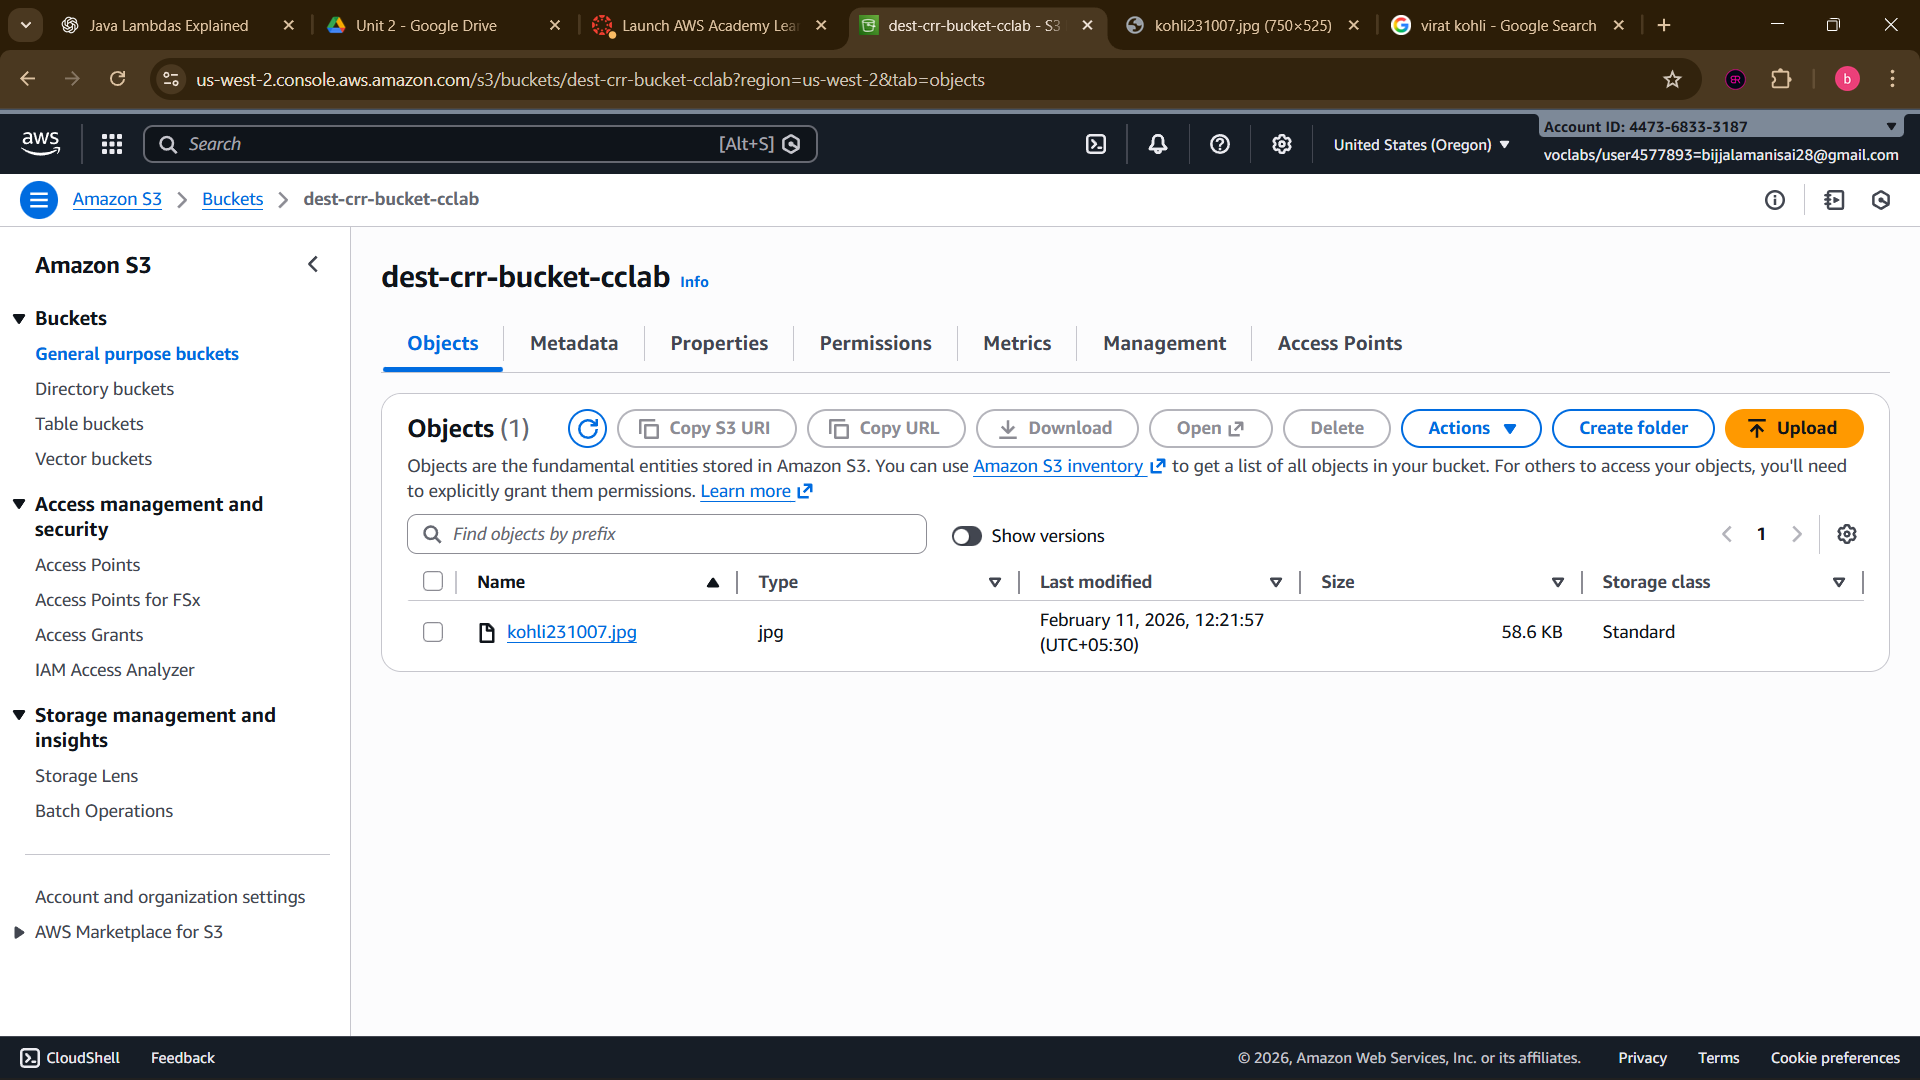 Java Lambdas Explained
Unit 2 - Google Drive
Launch AWS Academy Lea
dest-crr-bucket-cclab - S3
kohli231007.jpg (750×525)
virat kohli - Google Search
us-west-2.console.aws.amazon.com/s3/buckets/dest-crr-bucket-cclab?region=us-west-2&tab=objects
b
aws
Search
[Alt+S]
United States (Oregon)
Account ID: 4473-6833-3187
voclabs/user4577893=bijjalamanisai28@gmail.com
Amazon S3
Buckets
dest-crr-bucket-cclab
Amazon S3
Buckets
General purpose buckets
Directory buckets
Table buckets
Vector buckets
Access management and
security
Access Points
Access Points for FSx
Access Grants
IAM Access Analyzer
Storage management and
insights
Storage Lens
Batch Operations
Account and organization settings
AWS Marketplace for S3
dest-crr-bucket-cclab Info
Objects
Metadata
Properties
Permissions
Metrics
Management
Access Points
Objects (1)
Copy S3 URI
Copy URL
Download
Open
Delete
Actions
Create folder
Upload
Objects are the fundamental entities stored in Amazon S3. You can use Amazon S3 inventory to get a list of all objects in your bucket. For others to access your objects, you'll need
to explicitly grant them permissions. Learn more
Find objects by prefix
Show versions
1
Name
Type
Last modified
Size
Storage class
kohli231007.jpg
jpg
February 11, 2026, 12:21:57
(UTC+05:30)
58.6 KB
Standard
CloudShell
Feedback
© 2026, Amazon Web Services, Inc. or its affiliates.
Privacy
Terms
Cookie preferences